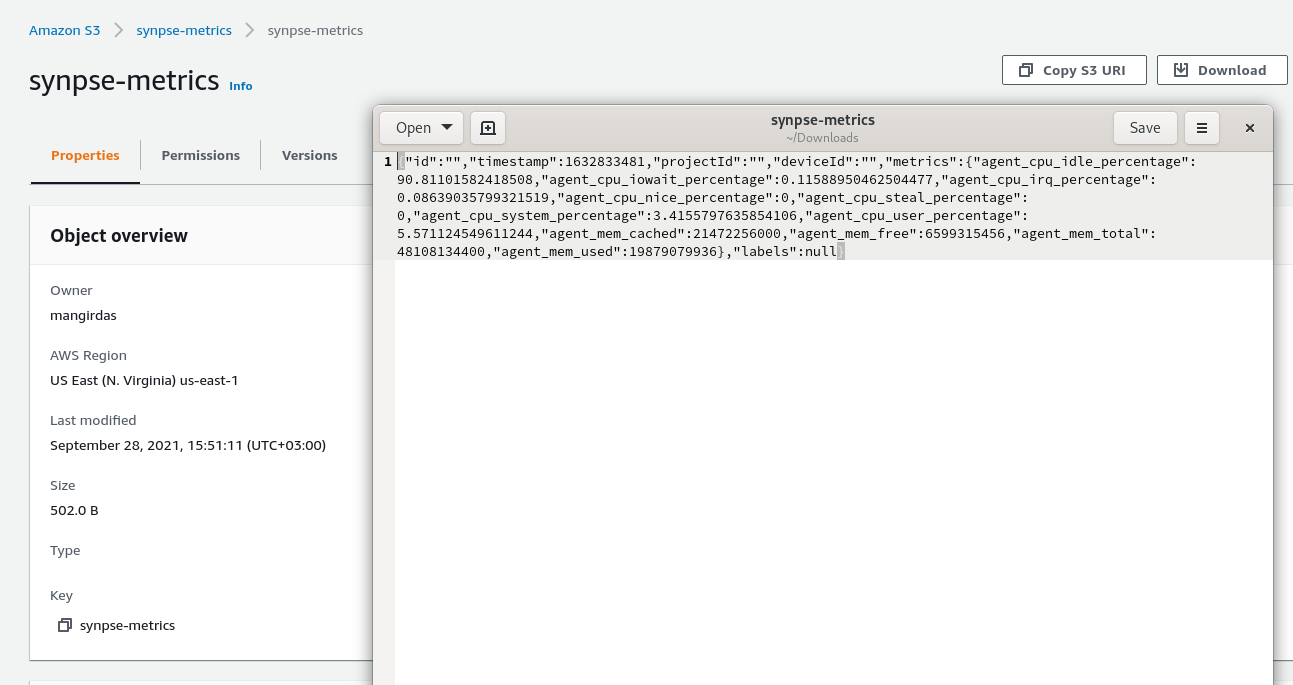 Amazon S3 synpse-metrics synpse-metrics
synpse-metrics Info
Copy S3 URI Download
Properties Permissions Versions
Object overview
Owner
mangirdas
AWS Region
US East (N. Virginia) us-east-1
Last modified
September 28, 2021, 15:51:11 (UTC+03:00)
Size
502.0 B
Type
Key
synpse-metrics
Open synpse-metrics Save
~/Downloads
1 {"id":"","timestamp":1632833481,"projectId":"","deviceId":"","metrics":{"agent_cpu_idle_percentage":
90.81101582418508,"agent_cpu_iowait_percentage":0.11588950462504477,"agent_cpu_irq_percentage":
0.08639035799321519,"agent_cpu_nice_percentage":0,"agent_cpu_steal_percentage":
0,"agent_cpu_system_percentage":3.4155797635854106,"agent_cpu_user_percentage":
5.571124549611244,"agent_mem_cached":21472256000,"agent_mem_free":6599315456,"agent_mem_total":
48108134400,"agent_mem_used":19879079936},"labels":null}